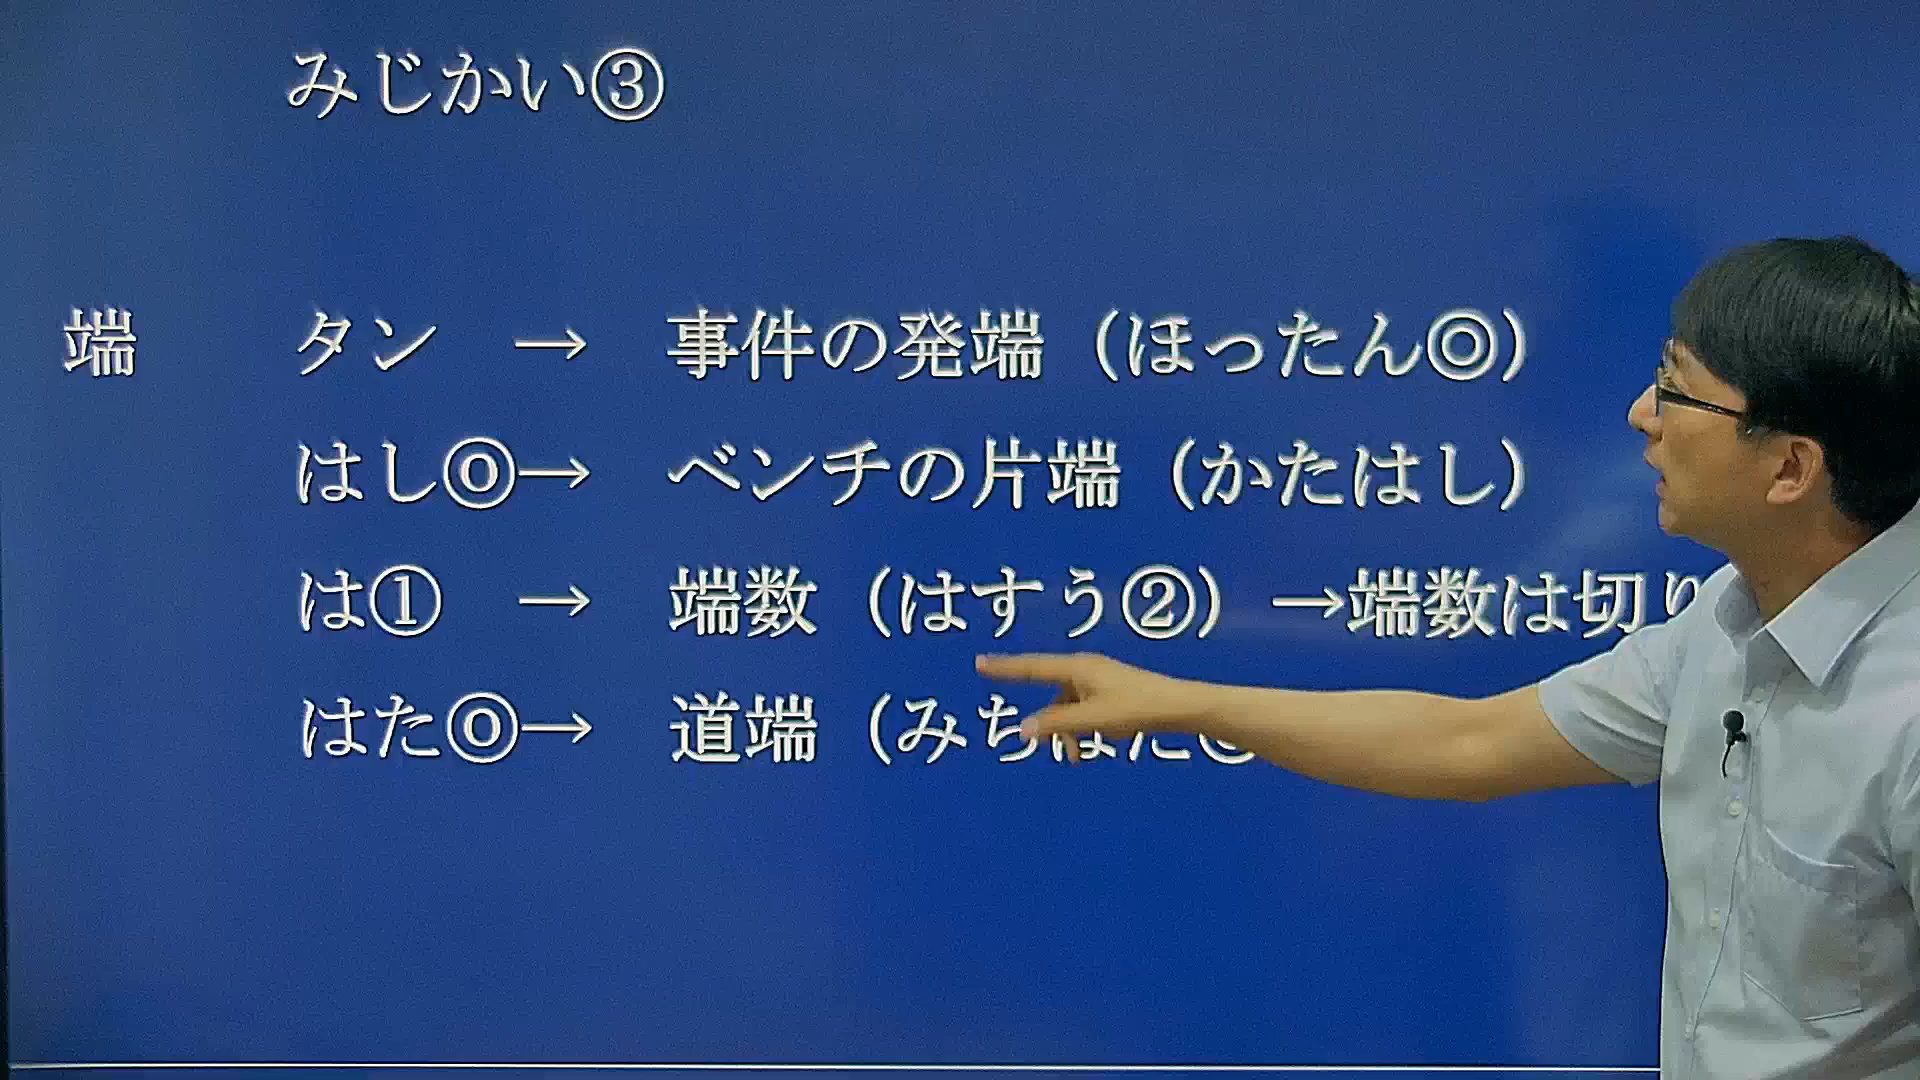 みじかい③
端 タン → 事件の発端（ほったん⓪）
はし⓪→ ベンチの片端（かたはし）
は① → 端数（はすう②）→端数は切り
はた⓪→ 道端（みち